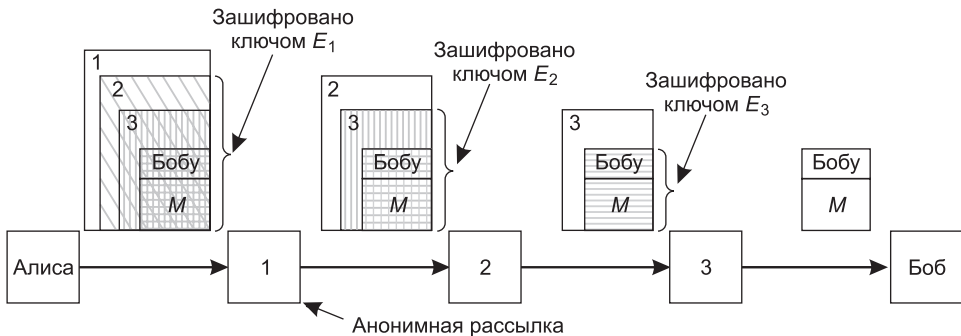 Зашифровано
ключом E1
Зашифровано
ключом E2
Зашифровано
ключом E3
1
2
3
Бобу
M
2
3
Бобу
M
3
Бобу
M
Бобу
M
Алиса
1
2
3
Боб
Анонимная рассылка